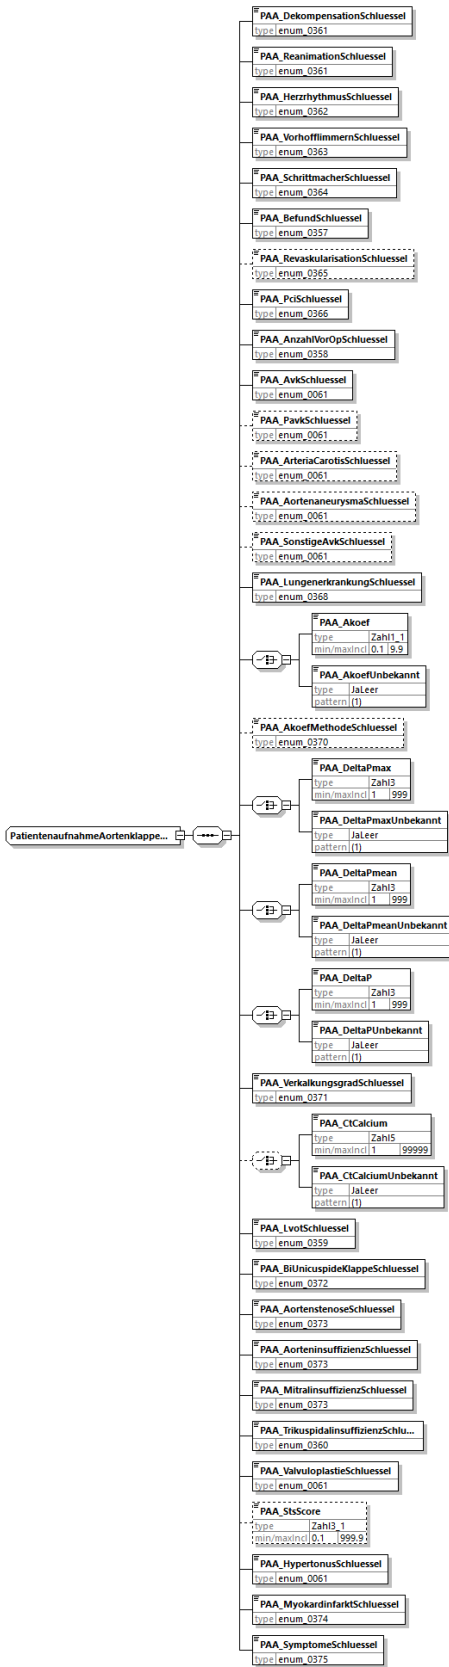 PAA_DekompensationSchluessel
type enum_0361
PAA_ReanimationSchluessel
type enum_0361
PAA_HerzrhythmusSchluessel
type enum_0362
PAA_VorhofflimmernSchluessel
type enum_0363
PAA_SchrittmacherSchluessel
type enum_0364
PAA_BefundSchluessel
type enum_0357
PAA_RevaskularisationSchluessel
type enum_0365
PAA_PciSchluessel
type enum_0366
PAA_AnzahlVorOpSchluessel
type enum_0358
PAA_AvkSchluessel
type enum_0061
PAA_PavkSchluessel
type enum_0061
PAA_ArteriaCarotisSchluessel
type enum_0061
PAA_AortenaneurysmaSchluessel
type enum_0061
PAA_SonstigeAvkSchluessel
type enum_0061
PAA_LungenerkrankungSchluessel
type enum_0368
PAA_Akoef
type Zahl1_1
min/maxIncl 0.1 9.9
PAA_AkoefUnbekannt
type JaLeer
pattern (1)
PAA_AkoefMethodeSchluessel
type enum_0370
PAA_DeltaPmax
type Zahl3
min/maxIncl 1 999
PAA_DeltaPmaxUnbekannt
type JaLeer
pattern (1)
PatientenaufnahmeAortenklappe...
PAA_DeltaPmean
type Zahl3
min/maxIncl 1 999
PAA_DeltaPmeanUnbekannt
type JaLeer
pattern (1)
PAA_DeltaP
type Zahl3
min/maxIncl 1 999
PAA_DeltaPUnbekannt
type JaLeer
pattern (1)
PAA_VerkalkungsgradSchluessel
type enum_0371
PAA_CtCalcium
type Zahl5
min/maxIncl 1 99999
PAA_CtCalciumUnbekannt
type JaLeer
pattern (1)
PAA_LvotSchluessel
type enum_0359
PAA_BiUnicuspideKlappeSchluessel
type enum_0372
PAA_AortenstenoseSchluessel
type enum_0373
PAA_AorteninsuffizienzSchluessel
type enum_0373
PAA_MitralinsuffizienzSchluessel
type enum_0373
PAA_TrikuspidalinsuffizienzSchlu...
type enum_0360
PAA_ValvuloplastieSchluessel
type enum_0061
PAA_StsScore
type Zahl3_1
min/maxIncl 0.1 999.9
PAA_HypertonusSchluessel
type enum_0061
PAA_MyokardinfarktSchluessel
type enum_0374
PAA_SymptomeSchluessel
type enum_0375